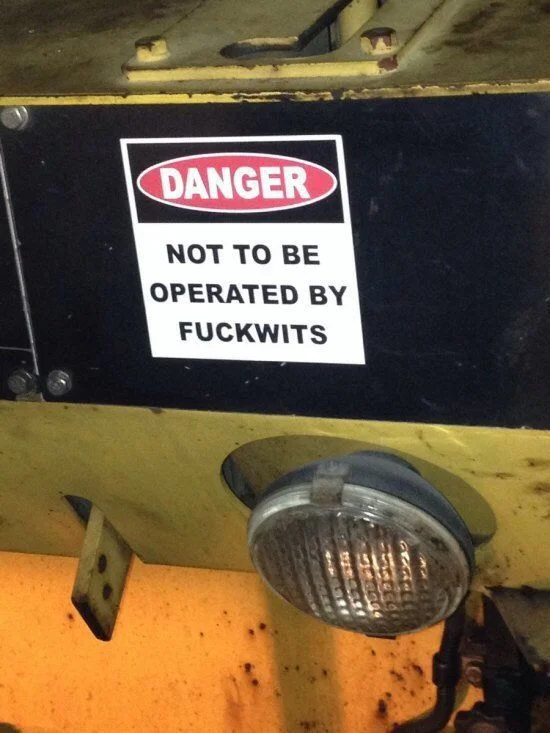 DANGER
NOT TO BE
OPERATED BY
FUCKWITS